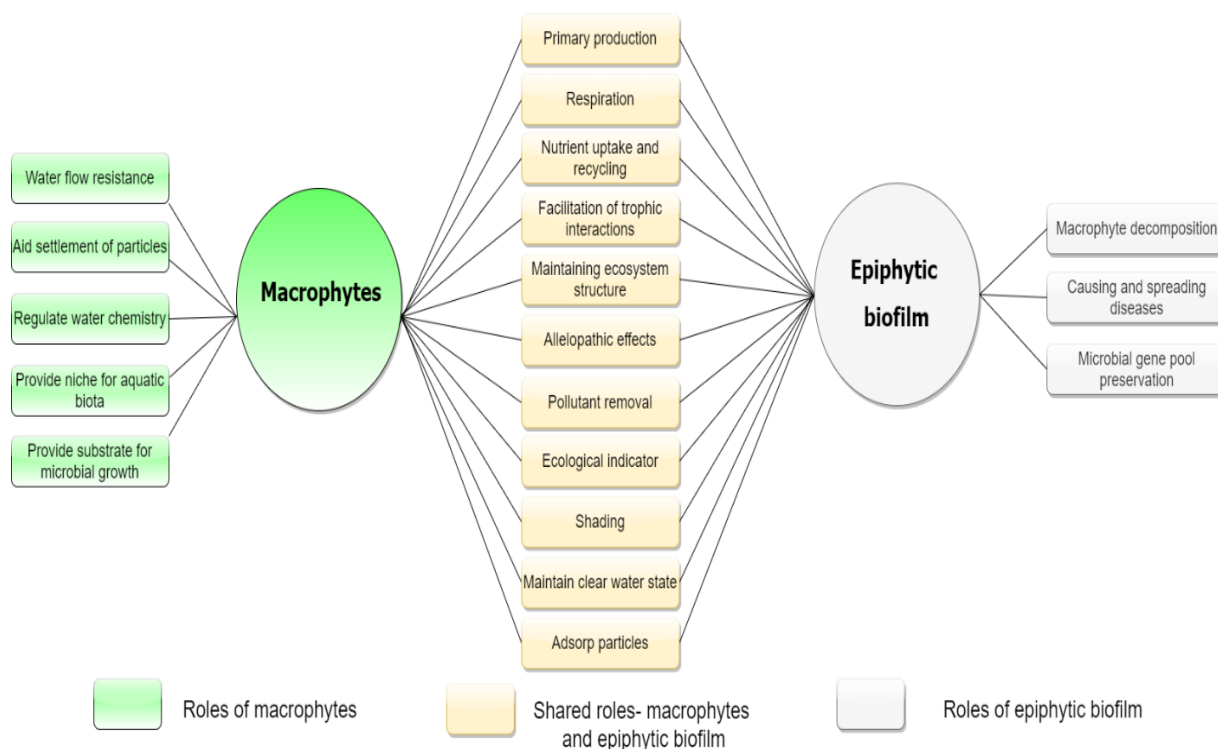 Water flow resistance
Aid settlement of particles
Regulate water chemistry
Provide niche for aquatic
biota
Provide substrate for
microbial growth
Macrophytes
Primary production
Respiration
Nutrient uptake and
recycling
Facilitation of trophic
interactions
Maintaining ecosystem
structure
Allelopathic effects
Pollutant removal
Ecological indicator
Shading
Maintain clear water state
Adsorp particles
Epiphytic
biofilm
Macrophyte decomposition
Causing and spreading
diseases
Microbial gene pool
preservation
Roles of macrophytes
Shared roles- macrophytes
and epiphytic biofilm
Roles of epiphytic biofilm